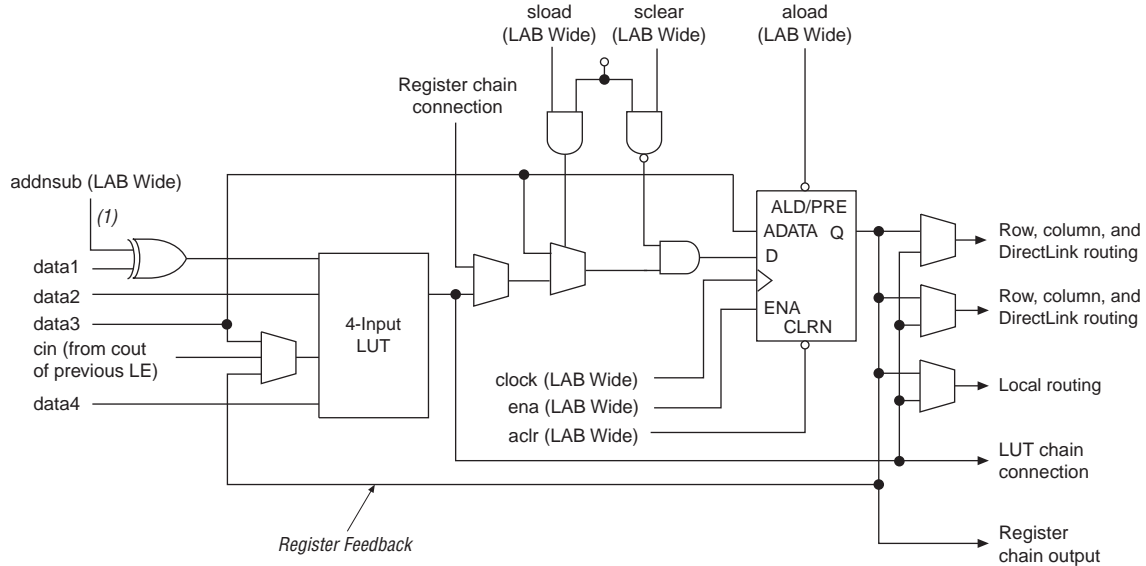 sload
(LAB Wide)
sclear
(LAB Wide)
aload
(LAB Wide)
Register chain
connection
addnsub (LAB Wide)
(1)
data1
data2
data3
cin (from cout
of previous LE)
data4
4-Input
LUT
ALD/PRE
ADATA
Q
D
ENA
CLRN
clock (LAB Wide)
ena (LAB Wide)
aclr (LAB Wide)
Row, column, and
DirectLink routing
Row, column, and
DirectLink routing
Local routing
LUT chain
connection
Register
chain output
Register Feedback